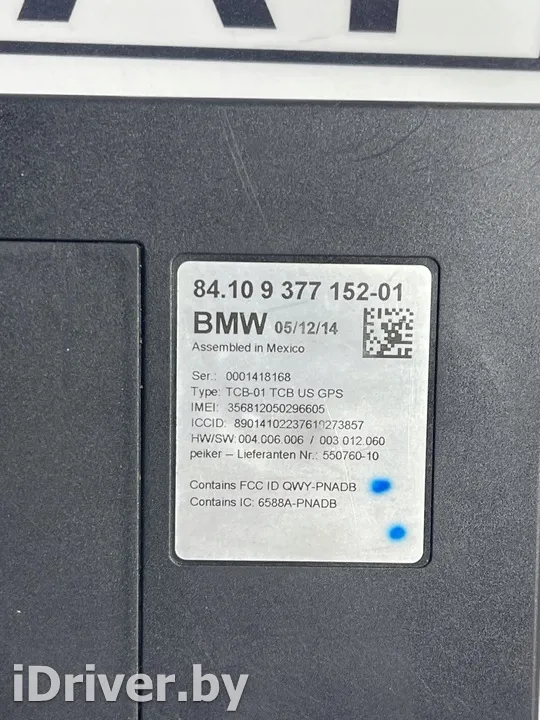 84.10 9 377 152-01
BMW 05/12/14
Assembled in Mexico
Ser.: 0001418168
Type: TCB-01 TCB US GPS
IMEI: 356812050296605
ICCID: 89014102237619273857
HW/SW: 004.006.006 / 003.012.060
peiker – Lieferanten Nr.: 550760-10
Contains FCC ID QWY-PNADB
Contains IC: 6588A-PNADB
iDriver.by